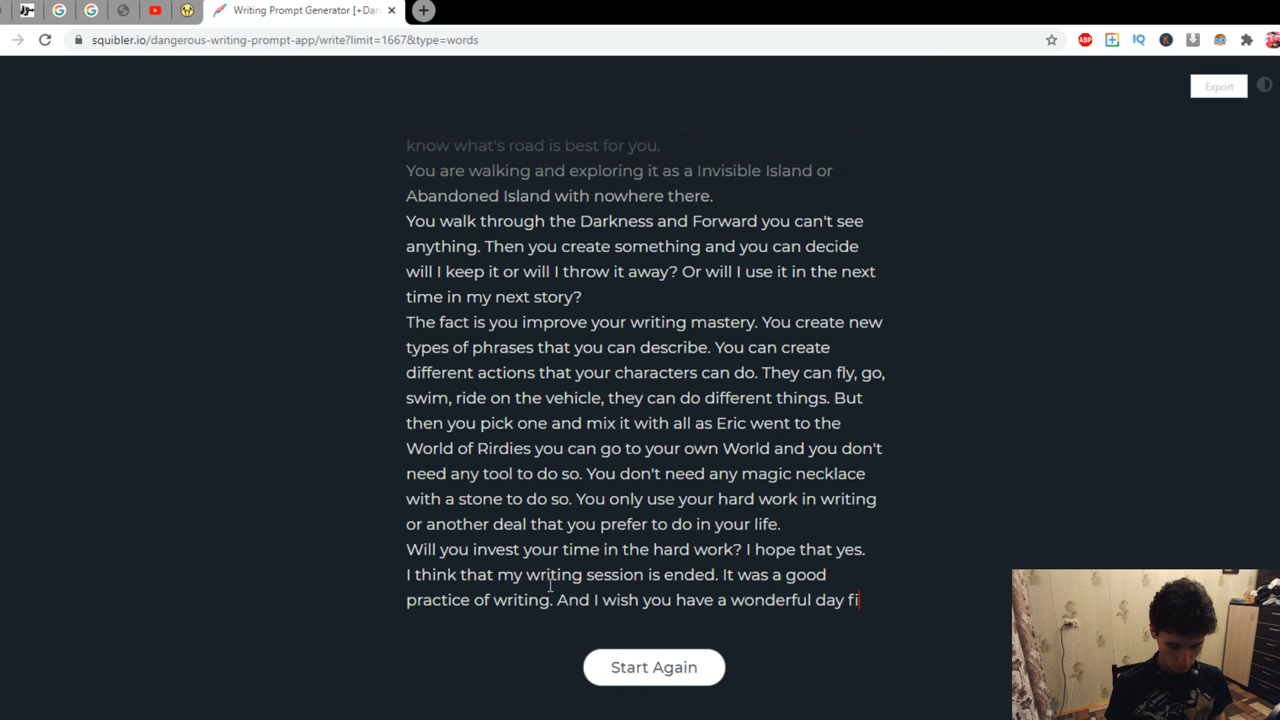 Writing Prompt Generator [+Dan
squibler.io/dangerous-writing-prompt-app/write?limit=1667&type=words
Export
know what's road is best for you.
You are walking and exploring it as a Invisible Island or
Abandoned Island with nowhere there.
You walk through the Darkness and Forward you can't see
anything. Then you create something and you can decide
will I keep it or will I throw it away? Or will I use it in the next
time in my next story?
The fact is you improve your writing mastery. You create new
types of phrases that you can describe. You can create
different actions that your characters can do. They can fly, go,
swim, ride on the vehicle, they can do different things. But
then you pick one and mix it with all as Eric went to the
World of Rirdies you can go to your own World and you don't
need any tool to do so. You don't need any magic necklace
with a stone to do so. You only use your hard work in writing
or another deal that you prefer to do in your life.
Will you invest your time in the hard work? I hope that yes.
I think that my writing session is ended. It was a good
practice of writing. And I wish you have a wonderful day fi
Start Again
ABP
IQ
K